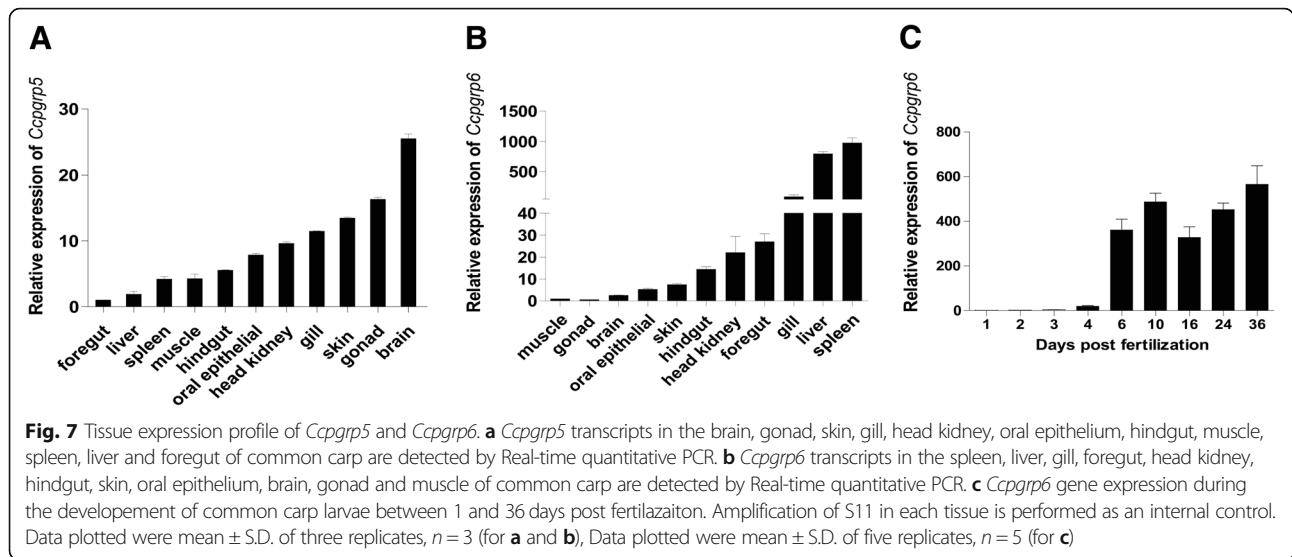 A
B
C
Relative expression of Ccpgrp5
30
20
10
0
foregut
liver
spleen
muscle
hindgut
oral epithelial
head kidney
gill
skin
gonad
brain
Relative expression of Ccpgrp6
1500
1000
500
40
30
20
10
0
muscle
gonad
brain
oral epithelial
skin
hindgut
head kidney
foregut
gill
liver
spleen
Relative expression of Ccpgrp6
800
600
400
200
0
1 2 3 4 6 10 16 24 36
Days post fertilization
Fig. 7 Tissue expression profile of Ccpgrp5 and Ccpgrp6. a Ccpgrp5 transcripts in the brain, gonad, skin, gill, head kidney, oral epithelium, hindgut, muscle,
spleen, liver and foregut of common carp are detected by Real-time quantitative PCR. b Ccpgrp6 transcripts in the spleen, liver, gill, foregut, head kidney,
hindgut, skin, oral epithelium, brain, gonad and muscle of common carp are detected by Real-time quantitative PCR. c Ccpgrp6 gene expression during
the developement of common carp larvae between 1 and 36 days post fertilazaiton. Amplification of S11 in each tissue is performed as an internal control.
Data plotted were mean ± S.D. of three replicates, n = 3 (for a and b), Data plotted were mean ± S.D. of five replicates, n = 5 (for c)